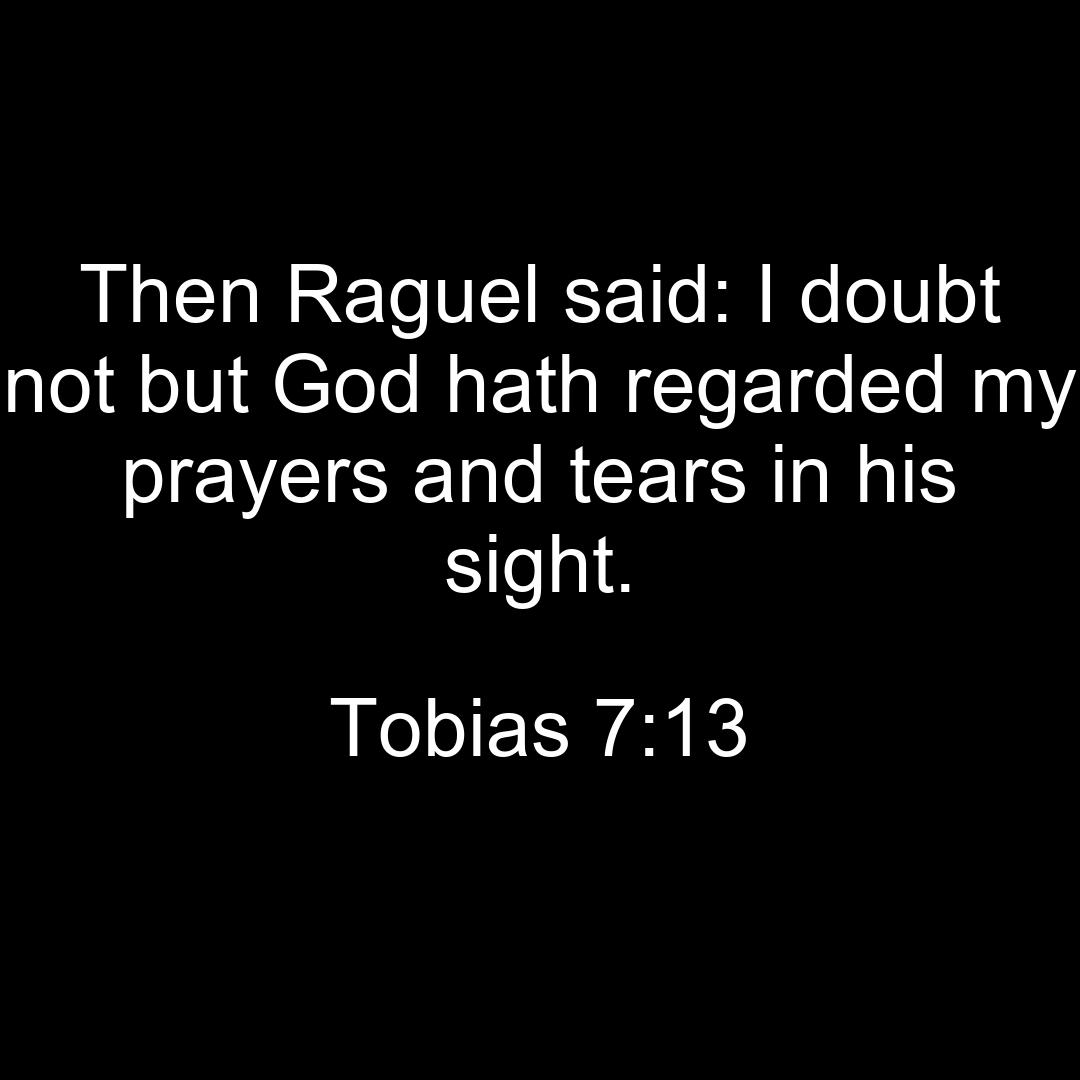 Then Raguel said: I doubt
not but God hath regarded my
prayers and tears in his
sight.
Tobias 7:13